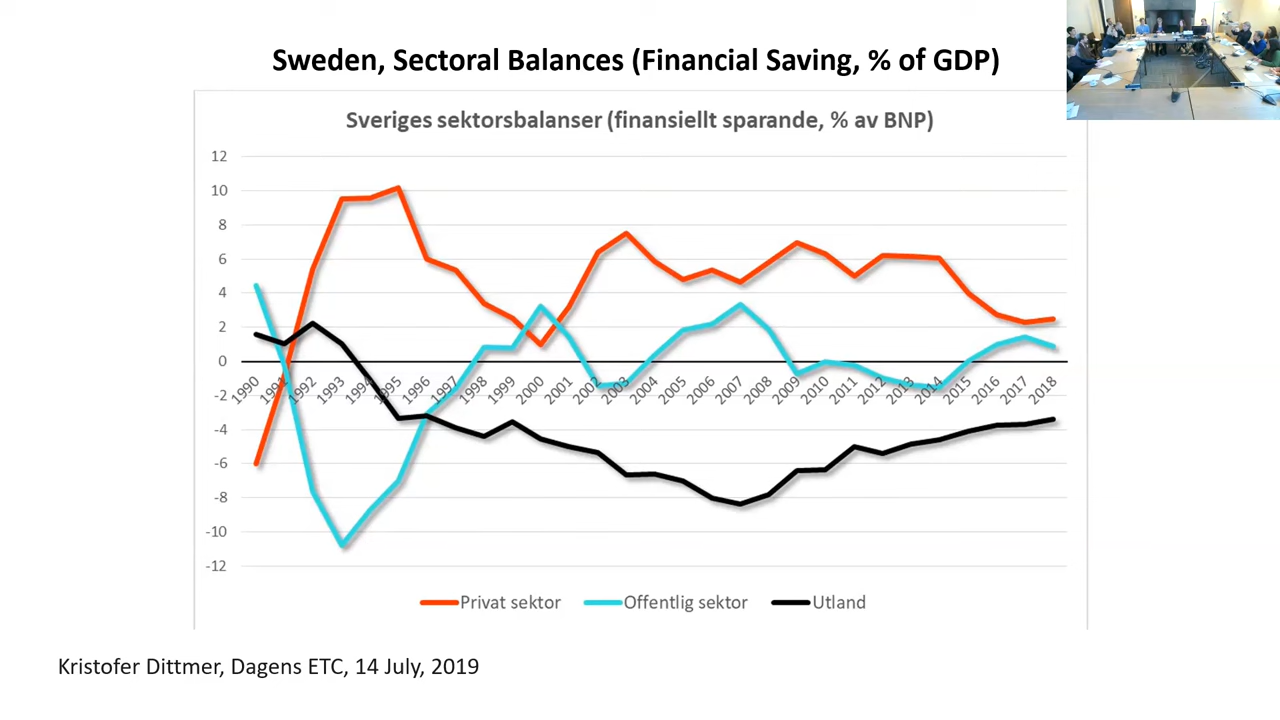 Sweden, Sectoral Balances (Financial Saving, % of GDP)
Sveriges sektorsbalanser (finansiellt sparande, % av BNP)
12
10
8
6
4
2
0
-2
-4
-6
-8
-10
-12
1990 1991 1992 1993 1994 1995 1996 1997 1998 1999 2000 2001 2002 2003 2004 2005 2006 2007 2008 2009 2010 2011 2012 2013 2014 2015 2016 2017 2018
Privat sektor Offentlig sektor Utland
Kristofer Dittmer, Dagens ETC, 14 July, 2019